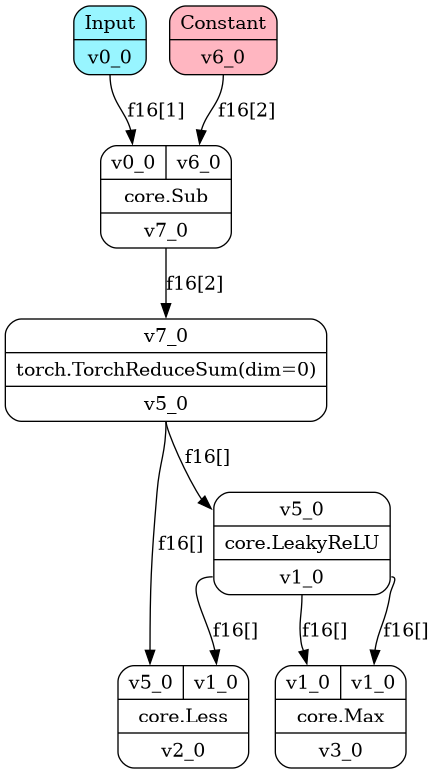 Input
v0_0
Constant
v6_0
f16[1]
f16[2]
v0_0 v6_0
core.Sub
v7_0
f16[2]
v7_0
torch.TorchReduceSum(dim=0)
v5_0
f16[]
v5_0
core.LeakyReLU
v1_0
f16[]
f16[]
f16[]
f16[]
v5_0 v1_0
core.Less
v2_0
v1_0 v1_0
core.Max
v3_0